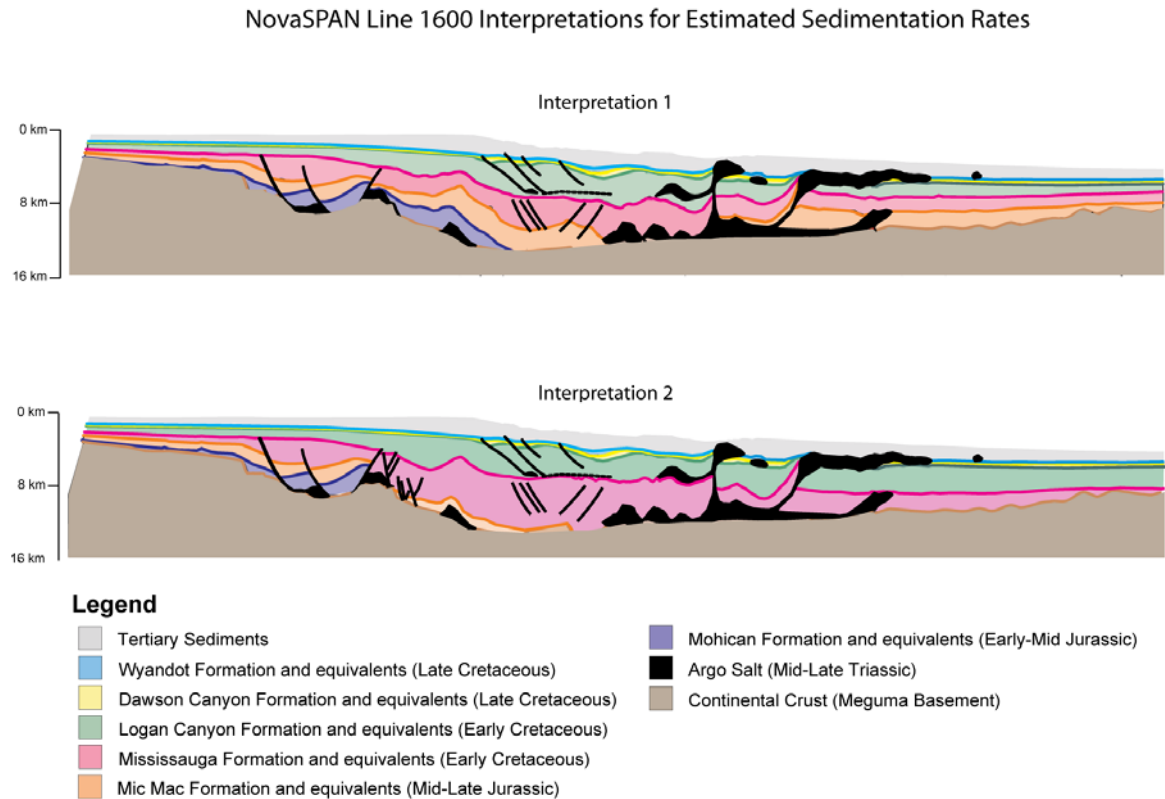 NovaSPAN Line 1600 Interpretations for Estimated Sedimentation Rates
Interpretation 1
0 km
8 km
16 km
Interpretation 2
0 km
8 km
16 km
Legend
Tertiary Sediments
Wyandot Formation and equivalents (Late Cretaceous)
Dawson Canyon Formation and equivalents (Late Cretaceous)
Logan Canyon Formation and equivalents (Early Cretaceous)
Mississauga Formation and equivalents (Early Cretaceous)
Mic Mac Formation and equivalents (Mid-Late Jurassic)
Mohican Formation and equivalents (Early-Mid Jurassic)
Argo Salt (Mid-Late Triassic)
Continental Crust (Meguma Basement)